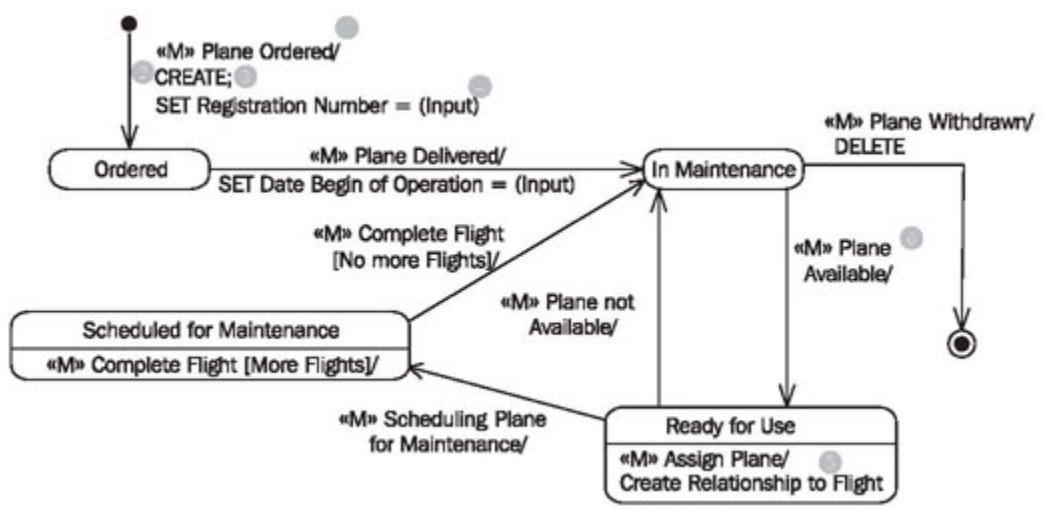 «M» Plane Ordered/
CREATE;
SET Registration Number = (Input)
Ordered
«M» Plane Delivered/
SET Date Begin of Operation = (Input)
In Maintenance
«M» Plane Withdrawn/
DELETE
«M» Complete Flight
[No more Flights]/
«M» Plane
Available/
«M» Plane not
Available/
Scheduled for Maintenance
«M» Complete Flight [More Flights]/
«M» Scheduling Plane
for Maintenance/
Ready for Use
«M» Assign Plane/
Create Relationship to Flight